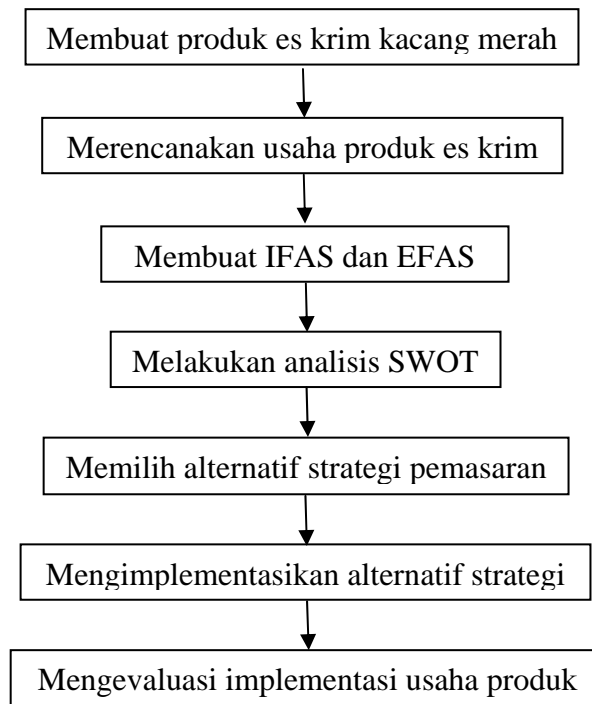 Membuat produk es krim kacang merah
Merencanakan usaha produk es krim
Membuat IFAS dan EFAS
Melakukan analisis SWOT
Memilih alternatif strategi pemasaran
Mengimplementasikan alternatif strategi
Mengevaluasi implementasi usaha produk